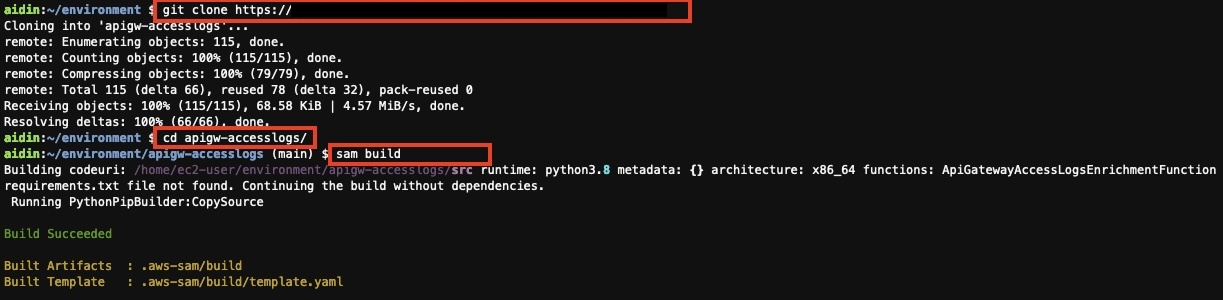 aidin:~/environment $ git clone https://
Cloning into 'apigw-accesslogs'...
remote: Enumerating objects: 115, done.
remote: Counting objects: 100% (115/115), done.
remote: Compressing objects: 100% (79/79), done.
remote: Total 115 (delta 66), reused 78 (delta 32), pack-reused 0
Receiving objects: 100% (115/115), 68.58 KiB | 4.57 MiB/s, done.
Resolving deltas: 100% (66/66), done.
aidin:~/environment $ cd apigw-accesslogs/
aidin:~/environment/apigw-accesslogs (main) $ sam build
Building codeuri: /home/ec2-user/environment/apigw-accesslogs/src runtime: python3.8 metadata: {} architecture: x86_64 functions: ApiGatewayAccessLogsEnrichmentFunction
requirements.txt file not found. Continuing the build without dependencies.
Running PythonPipBuilder:CopySource
Build Succeeded
Built Artifacts : .aws-sam/build
Built Template : .aws-sam/build/template.yaml